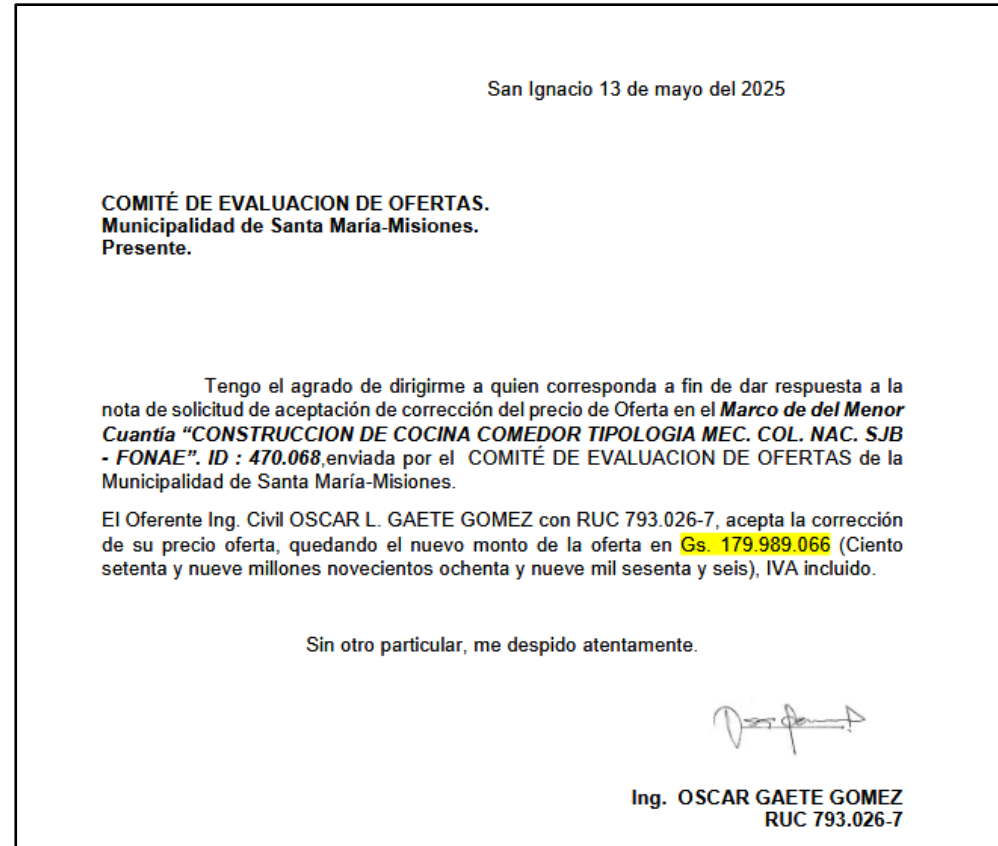 San Ignacio 13 de mayo del 2025
COMITÉ DE EVALUACION DE OFERTAS.
Municipalidad de Santa María-Misiones.
Presente.
Tengo el agrado de dirigirme a quien corresponda a fin de dar respuesta a la
nota de solicitud de aceptación de corrección del precio de Oferta en el Marco de del Menor
Cuantía “CONSTRUCCION DE COCINA COMEDOR TIPOLOGIA MEC. COL. NAC. SJB
- FONAE”. ID : 470.068,enviada por el COMITÉ DE EVALUACION DE OFERTAS de la
Municipalidad de Santa María-Misiones.
El Oferente Ing. Civil OSCAR L. GAETE GOMEZ con RUC 793.026-7, acepta la corrección
de su precio oferta, quedando el nuevo monto de la oferta en Gs. 179.989.066 (Ciento
setenta y nueve millones novecientos ochenta y nueve mil sesenta y seis), IVA incluido.
Sin otro particular, me despido atentamente.
Ing. OSCAR GAETE GOMEZ
RUC 793.026-7